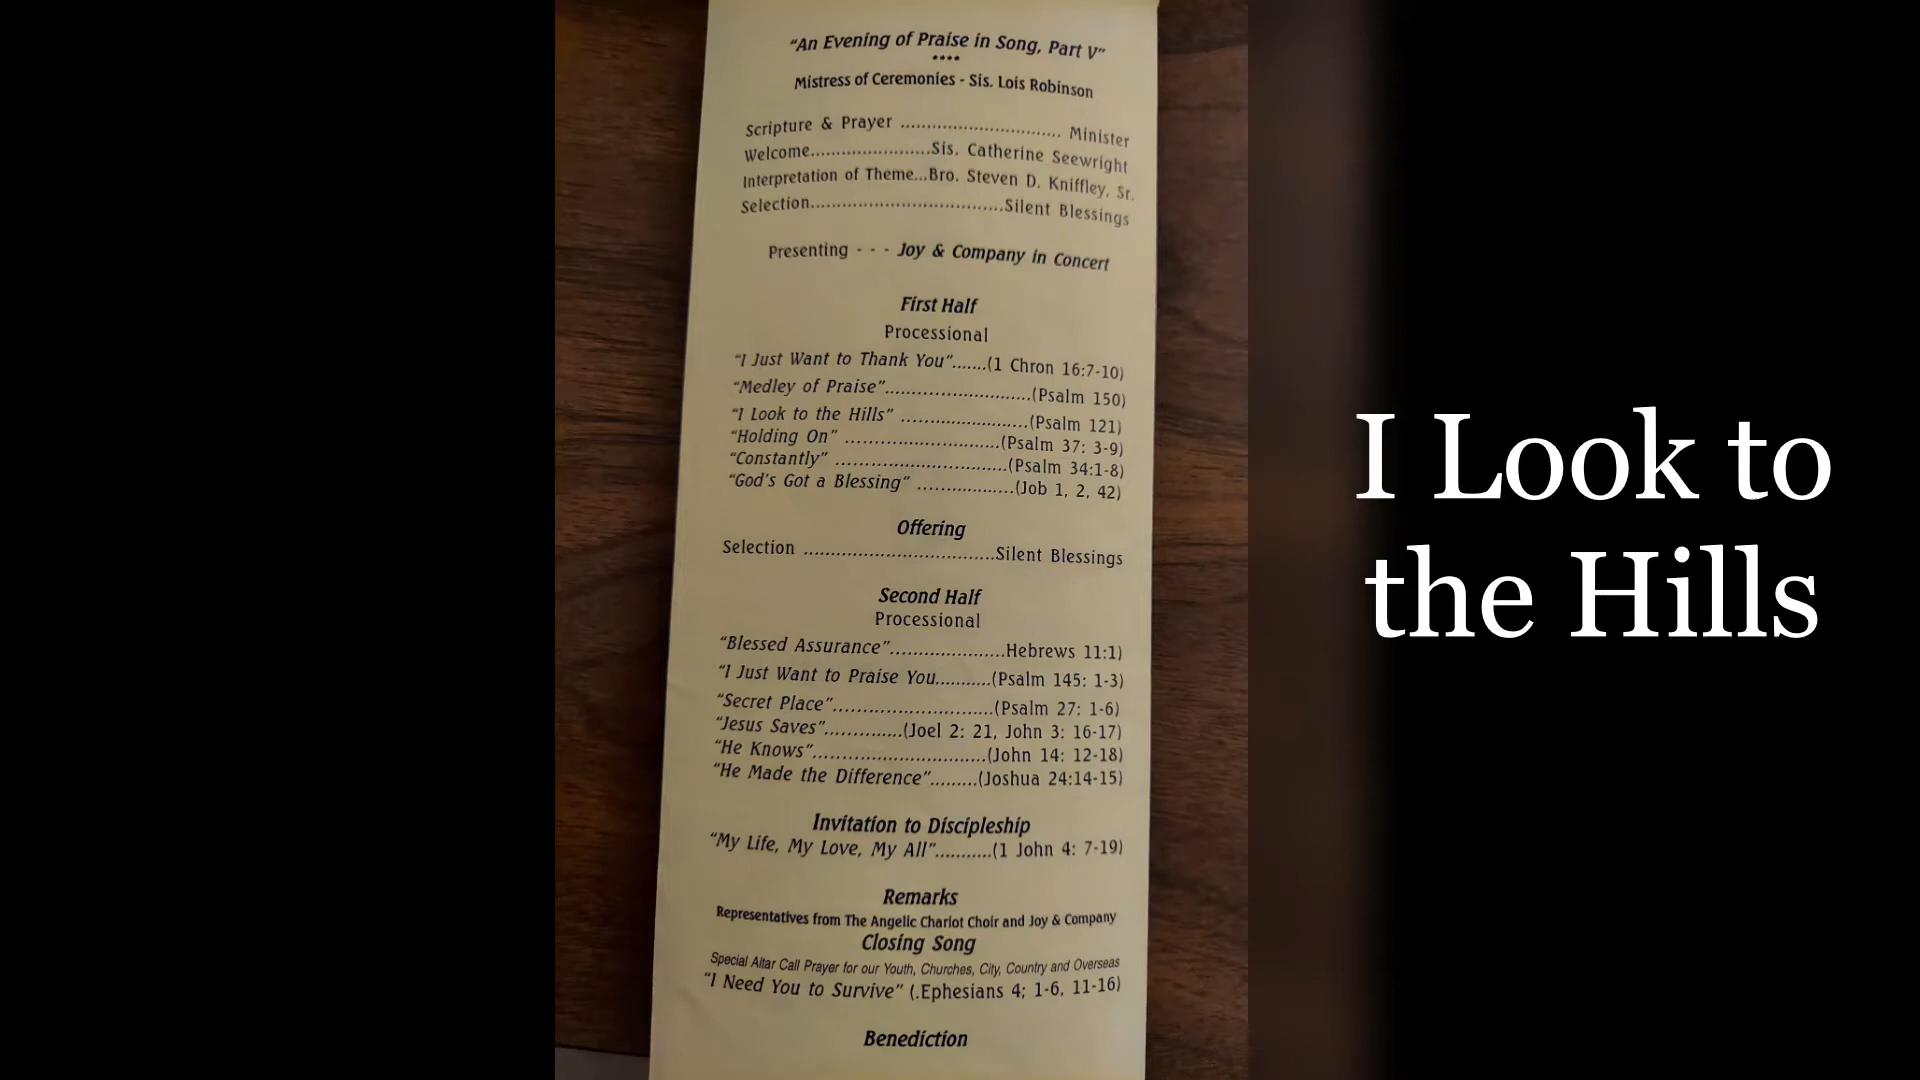 "An Evening of Praise in Song, Part V"
••••
Mistress of Ceremonies - Sis. Lois Robinson
Scripture & Prayer ............................... Minister
Welcome.......................Sis. Catherine Seewright
Interpretation of Theme...Bro. Steven D. Kniffley, Sr.
Selection.....................................Silent Blessings
Presenting - - - Joy & Company in Concert
First Half
Processional
"I Just Want to Thank You".......(1 Chron 16:7-10)
"Medley of Praise"............................(Psalm 150)
"I Look to the Hills" ........................(Psalm 121)
"Holding On" .............................(Psalm 37: 3-9)
"Constantly" .................................(Psalm 34:1-8)
"God's Got a Blessing" ..................(Job 1, 2, 42)
Offering
Selection ....................................Silent Blessings
Second Half
Processional
"Blessed Assurance"......................Hebrews 11:1)
"I Just Want to Praise You...........(Psalm 145: 1-3)
"Secret Place"...........................(Psalm 27: 1-6)
"Jesus Saves"..............(Joel 2: 21, John 3: 16-17)
"He Knows".................................(John 14: 12-18)
"He Made the Difference".........(Joshua 24:14-15)
Invitation to Discipleship
"My Life, My Love, My All"...........(1 John 4: 7-19)
Remarks
Representatives from The Angelic Chariot Choir and Joy & Company
Closing Song
Special Altar Call Prayer for our Youth, Churches, City, Country and Overseas
"I Need You to Survive" (.Ephesians 4; 1-6, 11-16)
Benediction
I Look to
the Hills